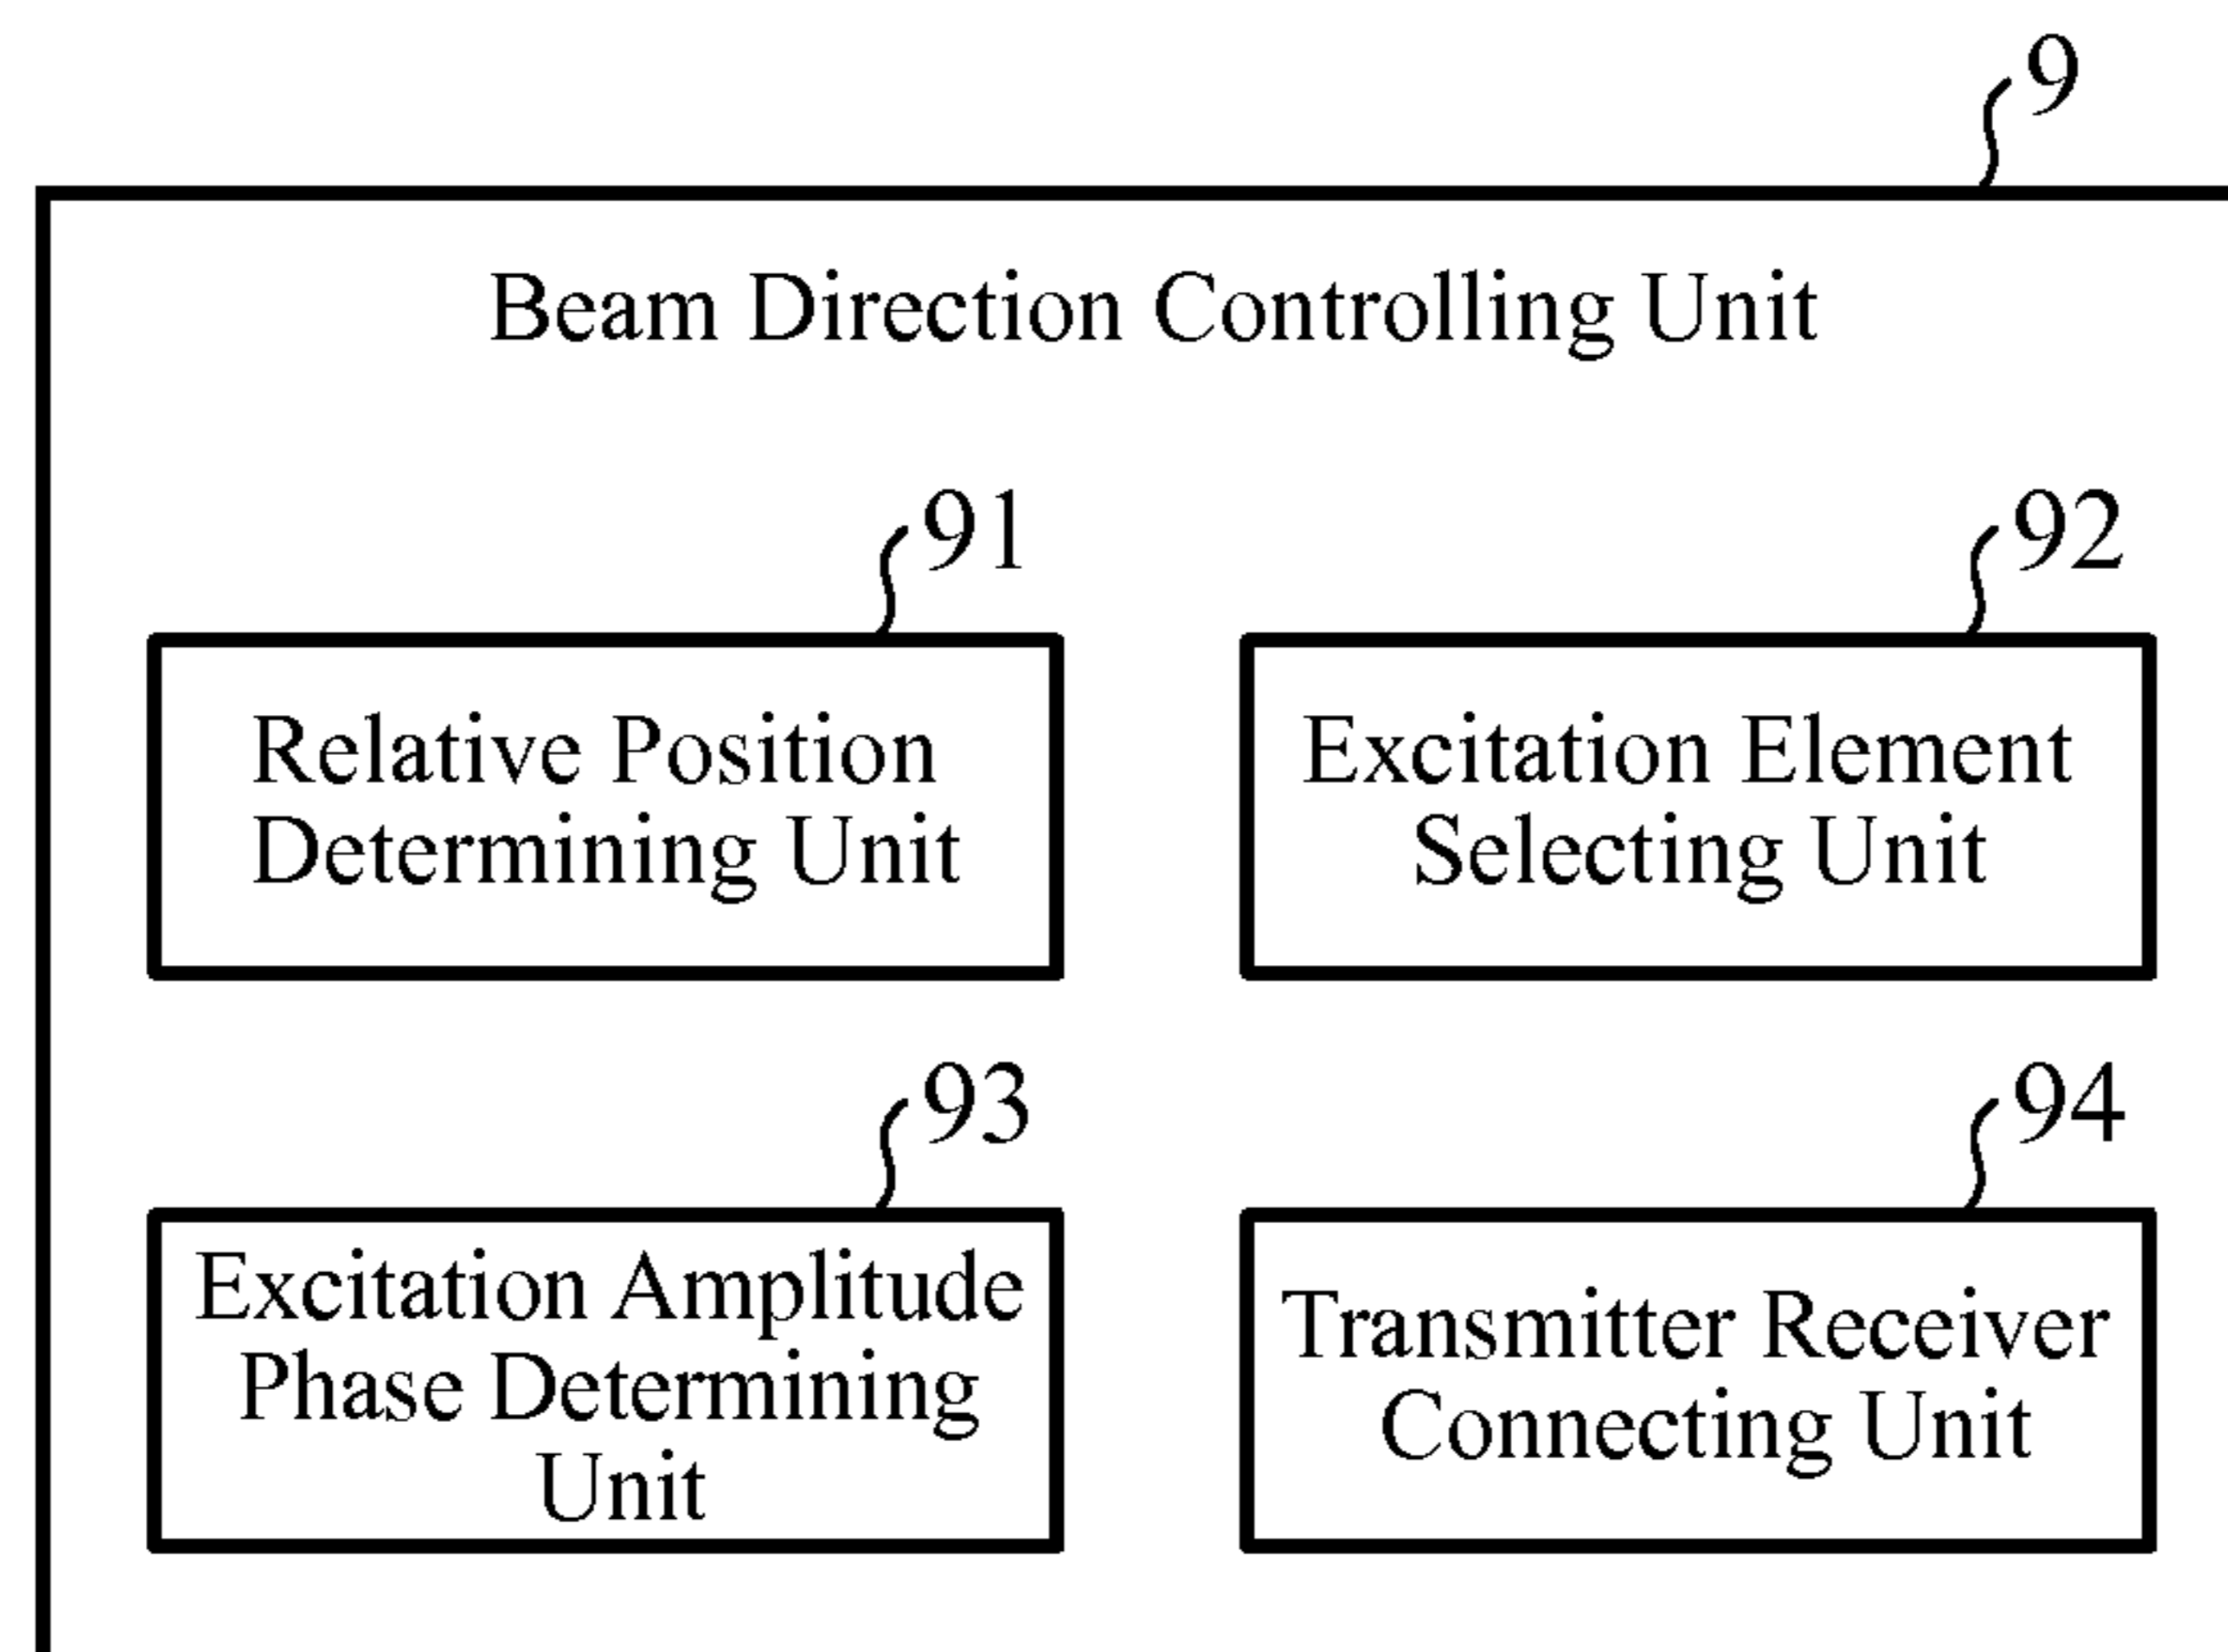 9
Beam Direction Controlling Unit
91
92
Relative Position
Determining Unit
Excitation Element
Selecting Unit
93
94
Excitation Amplitude
Phase Determining
Unit
Transmitter Receiver
Connecting Unit